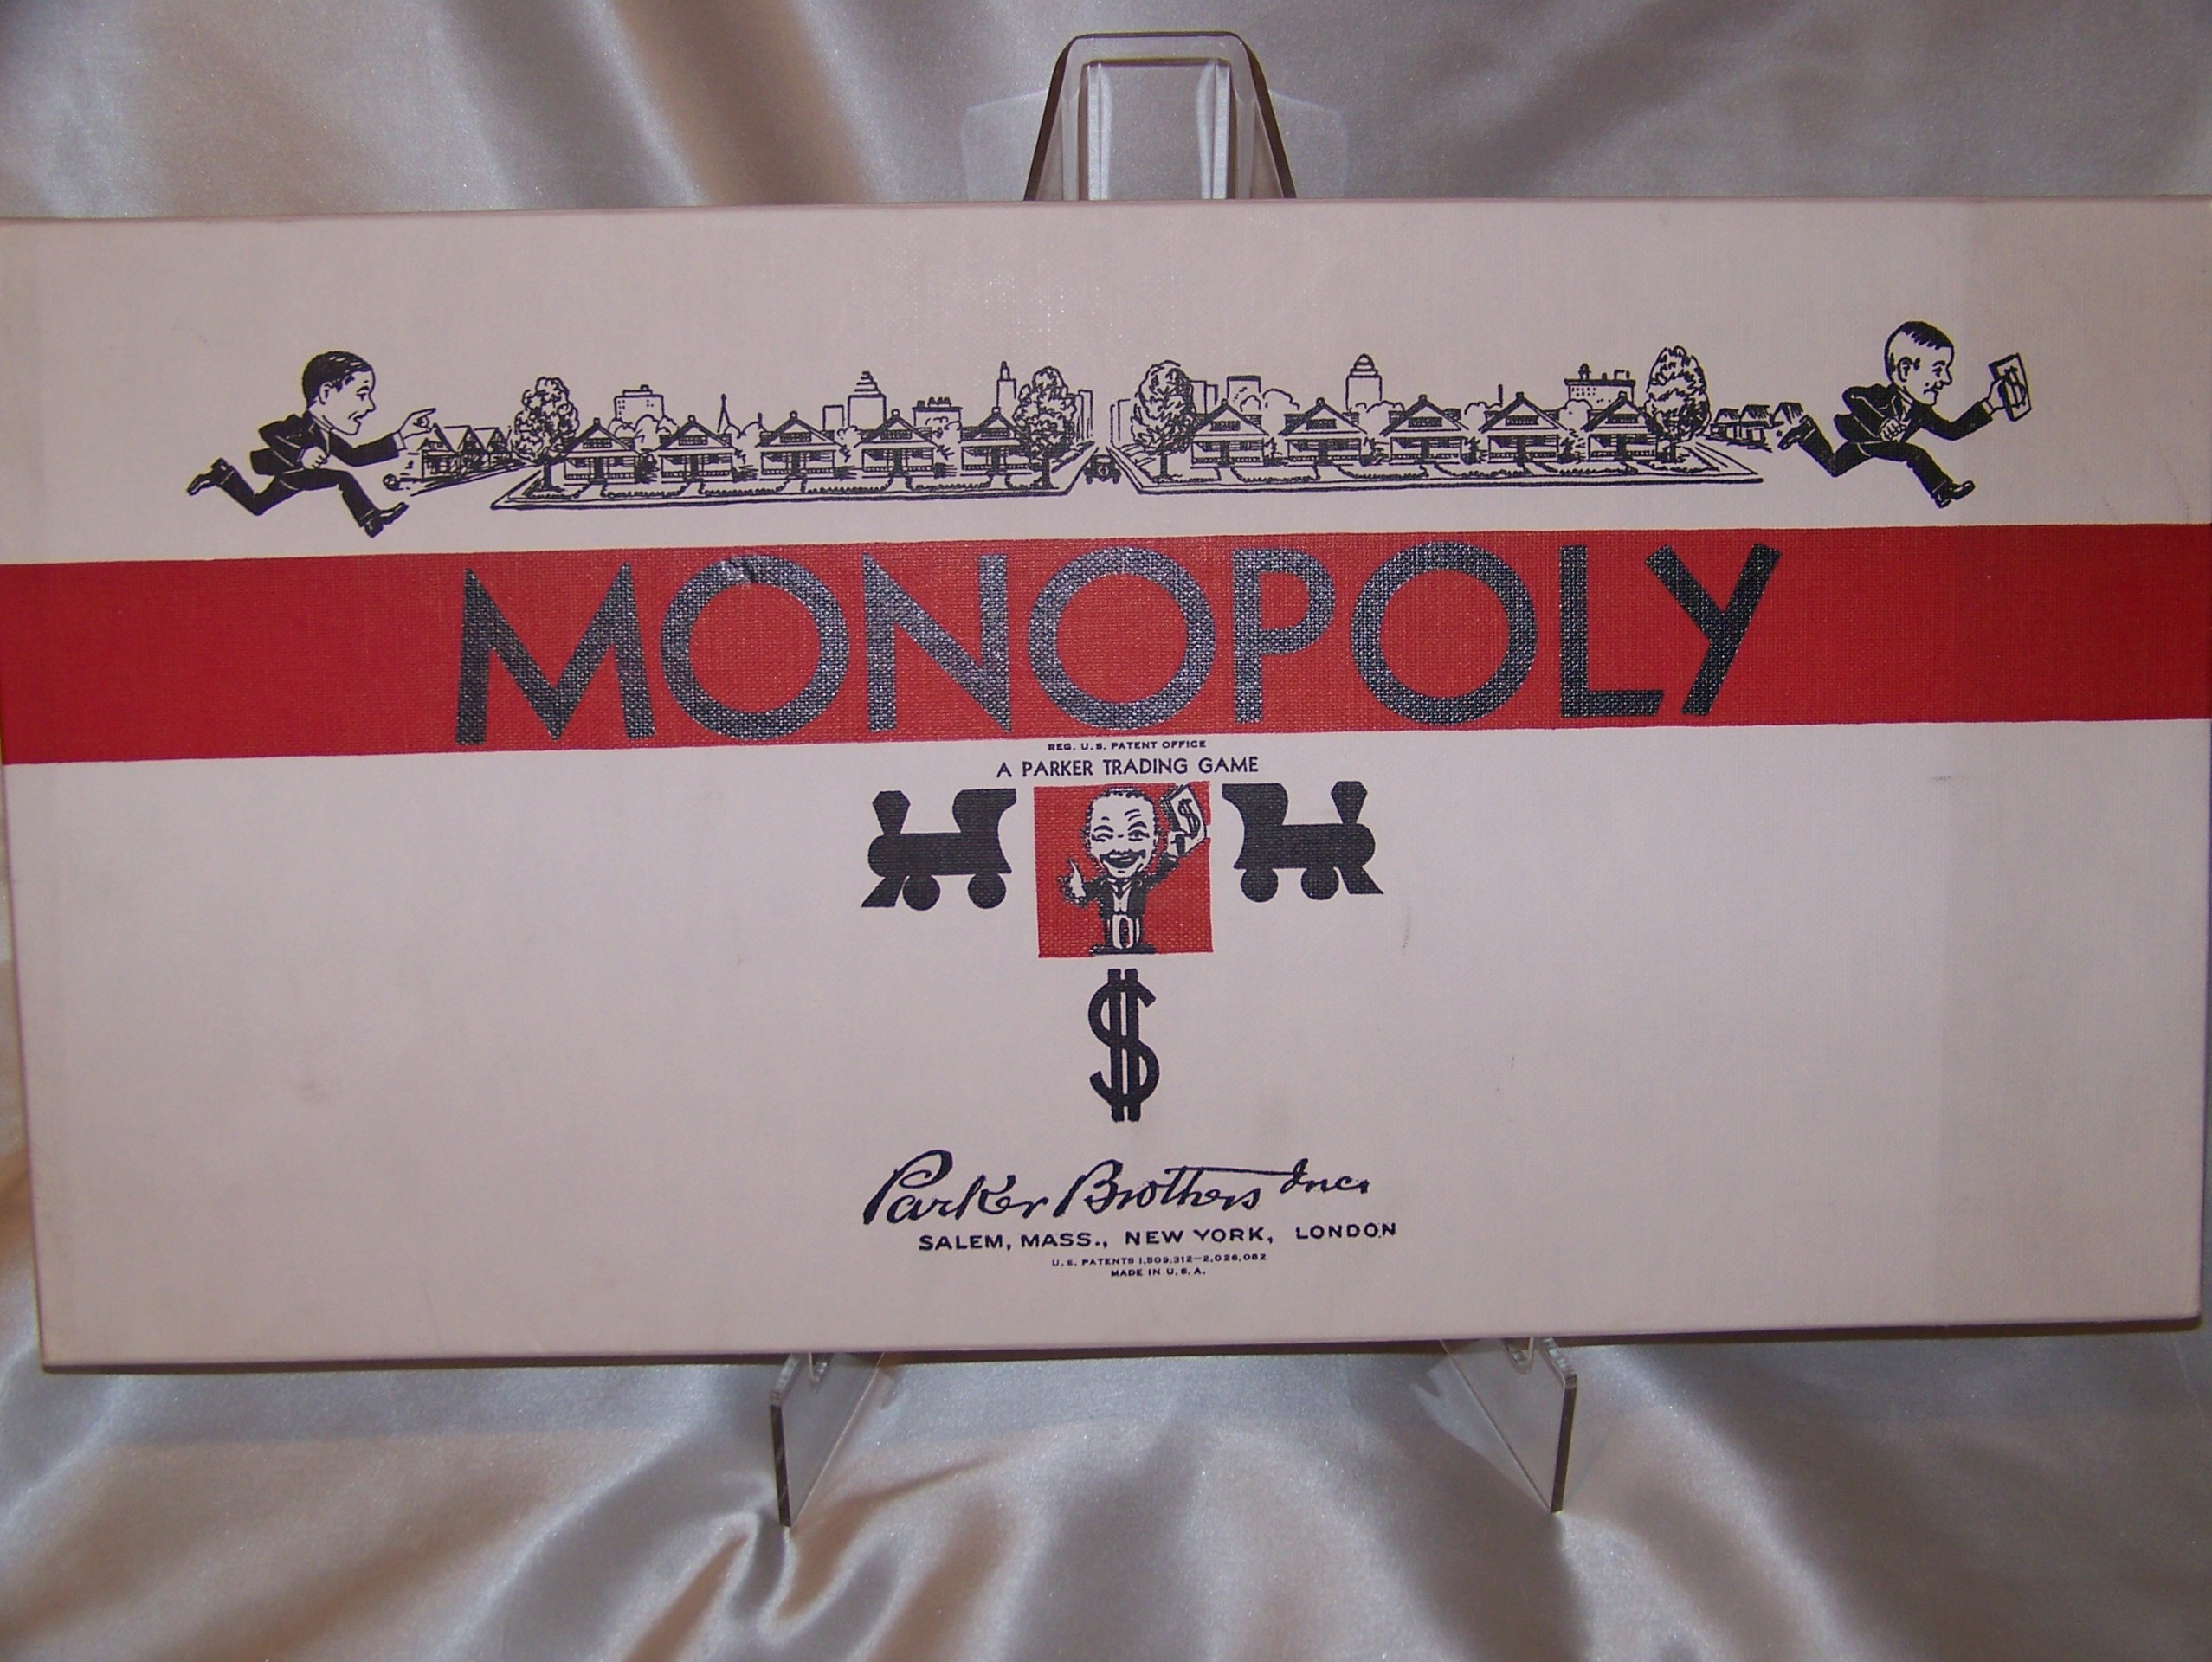 $
MONOPOLY
REG. U.S. PATENT OFFICE
A PARKER TRADING GAME
$
$
Parker Brothers Inc.
SALEM, MASS., NEW YORK, LONDON
U.S. PATENTS 1,509,312—2,026,082
MADE IN U.S.A.